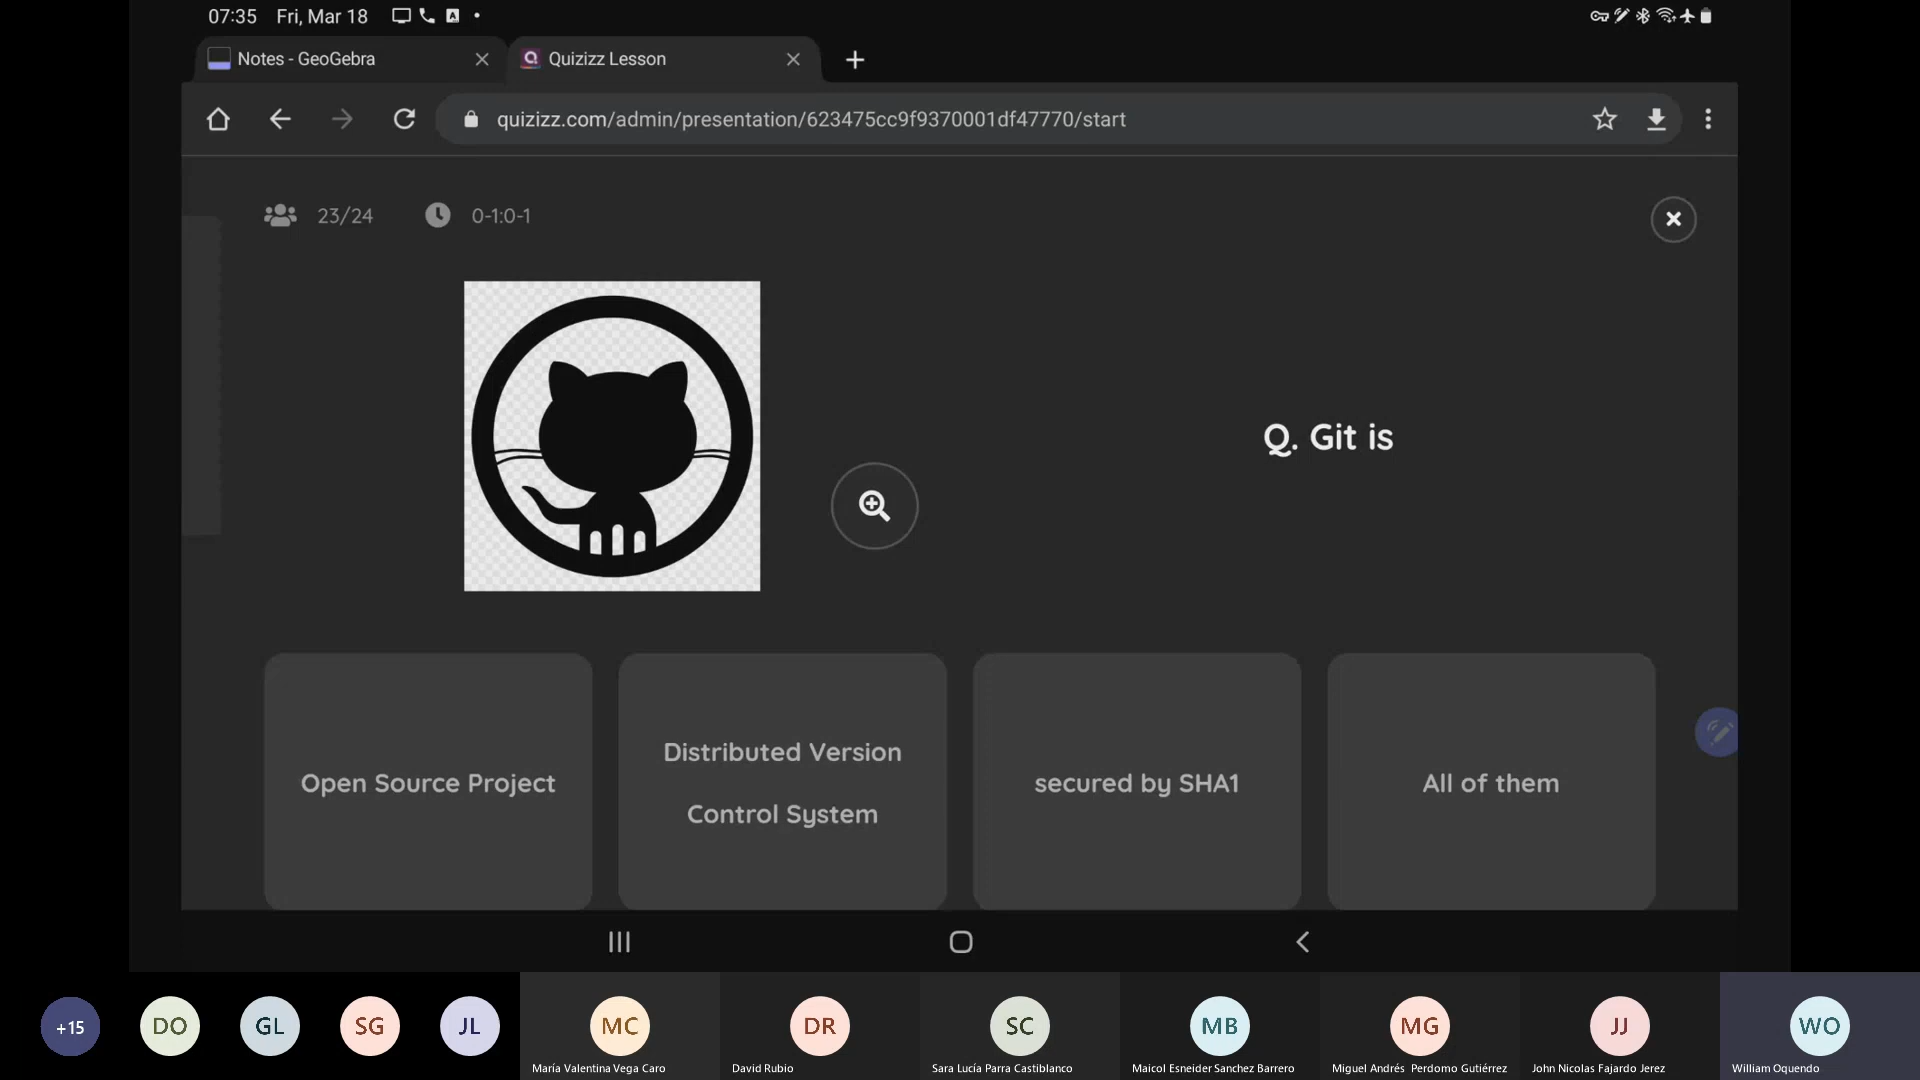 07:35 Fri, Mar 18
Notes - GeoGebra
Quizizz Lesson
quizizz.com/admin/presentation/623475cc9f9370001df47770/start
23/24
0-1:0-1
Q. Git is
Open Source Project
Distributed Version
Control System
secured by SHA1
All of them
+15
DO
GL
SG
JL
MC
DR
SC
MB
MG
JJ
WO
María Valentina Vega Caro
David Rubio
Sara Lucía Parra Castiblanco
Maicol Esneider Sanchez Barrero
Miguel Andrés Perdomo Gutiérrez
John Nicolas Fajardo Jerez
William Oquendo